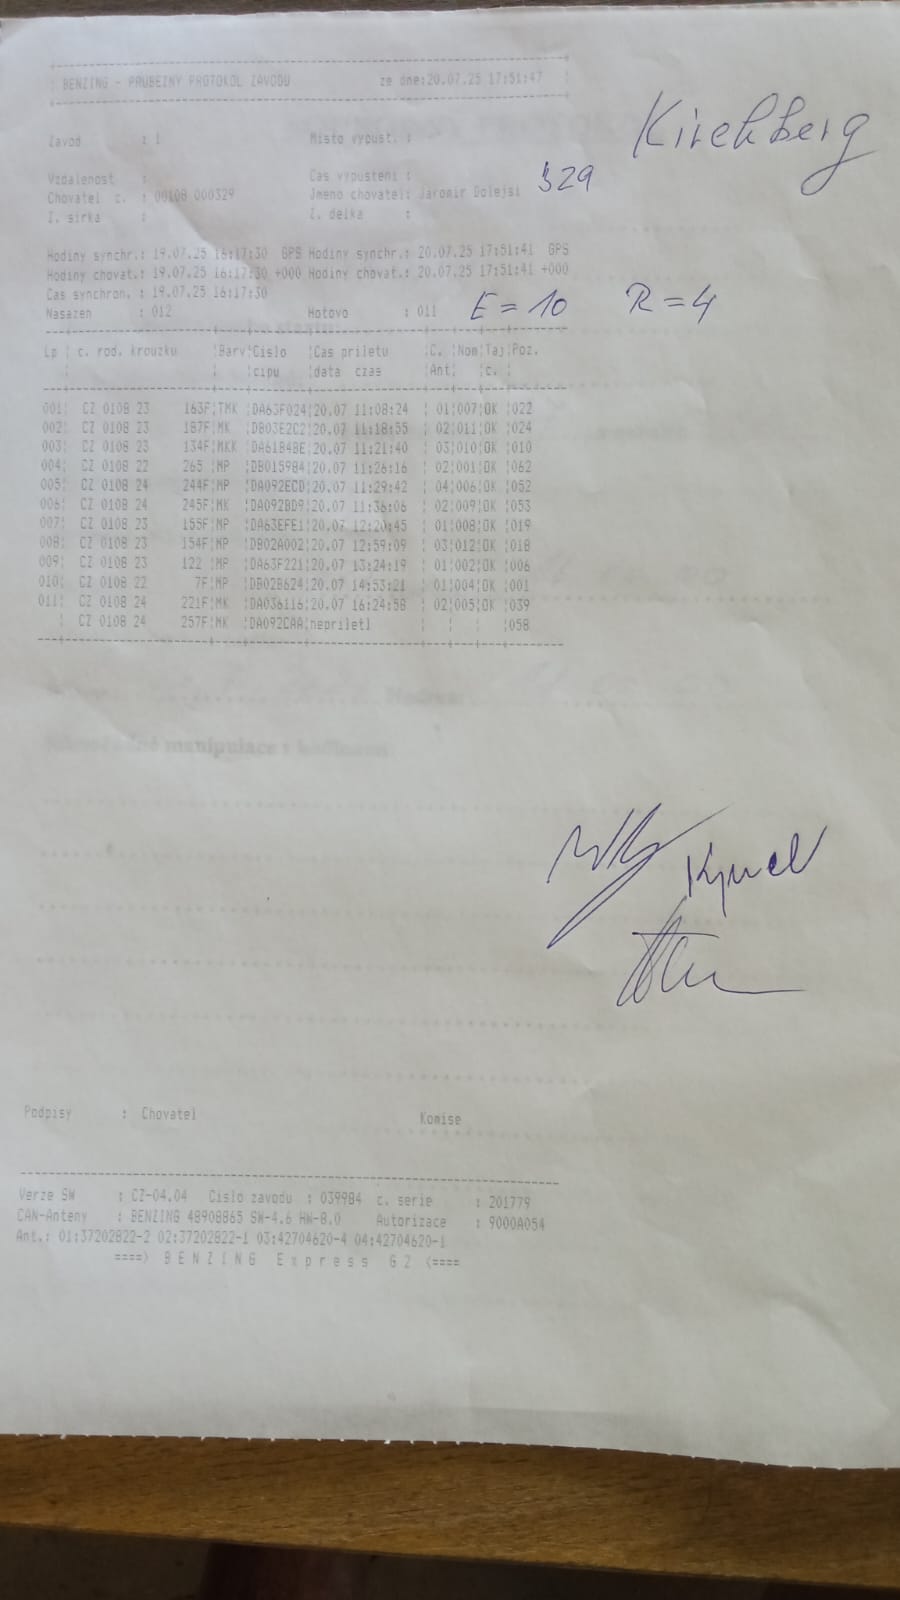 BENZING - PRUBEZNY PROTOKOL ZAVODU ze dne:20.07.25 17:51:47
Kirchberg
Zavod : 1 Misto vypust. :
Vzdalenost : Cas vypusteni :
329
Chovatel c. : 00108 000329 Jmeno chovatel: Jaromir Dolejsi
Z. sirka : Z. delka :
Hodiny synchr.: 19.07.25 16:17:30 GPS Hodiny synchr.: 20.07.25 17:51:41 GPS
Hodiny chovat.: 19.07.25 16:17:30 +000 Hodiny chovat.: 20.07.25 17:51:41 +000
Cas synchron. : 19.07.25 16:17:30
Nasazen : 012 Hotovo : 011 E = 10 R = 4
Lp ¦ c. rod. krouzku ¦Barv¦Cislo ¦Cas priletu ¦C. ¦Nom¦Taj¦Poz.
¦ ¦ ¦cipu ¦data czas ¦Ant¦ ¦c. ¦
001¦ CZ 0108 23 163F¦TMK ¦DA63F024¦20.07 11:08:24 ¦ 01¦007¦OK ¦022
002¦ CZ 0108 23 187F¦MK ¦DB03E2C2¦20.07 11:18:35 ¦ 02¦011¦OK ¦024
003¦ CZ 0108 23 134F¦MKK ¦DA61B4BE¦20.07 11:21:40 ¦ 03¦010¦OK ¦010
004¦ CZ 0108 22 265 ¦MP ¦DB015984¦20.07 11:26:16 ¦ 02¦001¦OK ¦062
005¦ CZ 0108 24 244F¦MP ¦DA092ECD¦20.07 11:29:42 ¦ 04¦006¦OK ¦052
006¦ CZ 0108 24 245F¦MK ¦DA092BD9¦20.07 11:36:06 ¦ 02¦009¦OK ¦053
007¦ CZ 0108 23 155F¦MP ¦DA63EFE1¦20.07 12:20:45 ¦ 01¦008¦OK ¦019
008¦ CZ 0108 23 154F¦MP ¦DB02A002¦20.07 12:59:09 ¦ 03¦012¦OK ¦018
009¦ CZ 0108 23 122 ¦MP ¦DA63F221¦20.07 13:24:19 ¦ 01¦002¦OK ¦006
010¦ CZ 0108 22 7F¦MP ¦DB02B624¦20.07 14:53:21 ¦ 01¦004¦OK ¦001
011¦ CZ 0108 24 221F¦MK ¦DA036116¦20.07 16:24:58 ¦ 02¦005¦OK ¦039
¦ CZ 0108 24 257F¦MK ¦DA092CAA¦nepriletl ¦ ¦ ¦ ¦058
manipulace s
Podpisy : Chovatel Komise
Verze SW : CZ-04.04 Cislo zavodu : 039984 c. serie : 201779
CAN-Anteny : BENZING 48908865 SW-4.6 HW-8.0 Autorizace : 9000A054
Ant.: 01:37202822-2 02:37202822-1 03:42704620-4 04:42704620-1
====) B E N Z I N G E x p r e s s G 2 (====